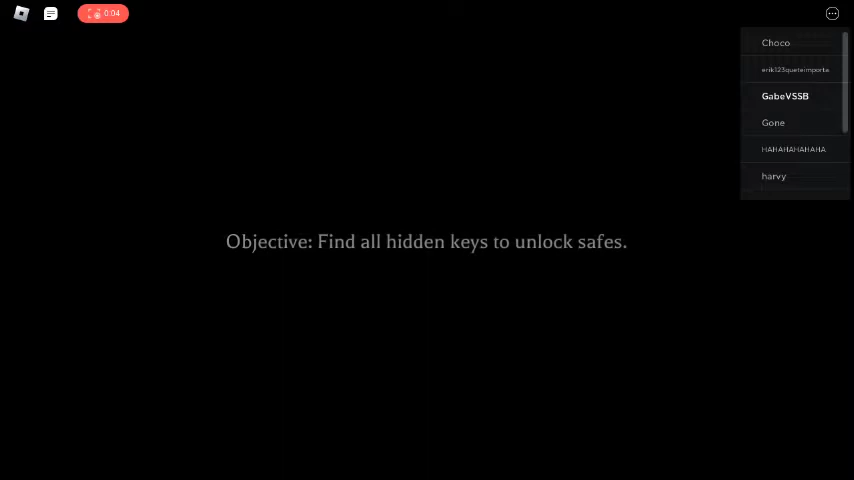 0:04
Choco
erik123queteimporta
GabeVSSB
Gone
HAHAHAHAHAHA
harvy
Objective: Find all hidden keys to unlock safes.